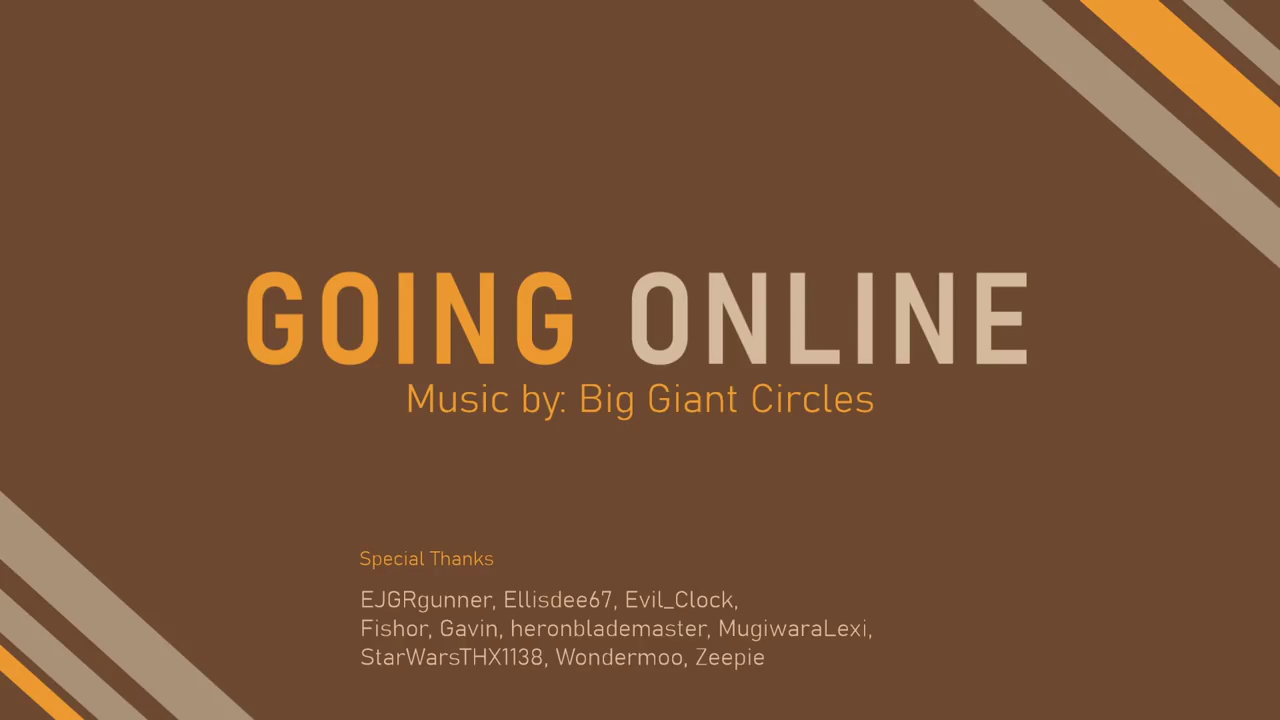 GOING ONLINE
Music by: Big Giant Circles
Special Thanks
EJGRgunner, Ellisdee67, Evil_Clock,
Fishor, Gavin, heronblademaster, MugiwaraLexi,
StarWarsTHX1138, Wondermoo, Zeepie